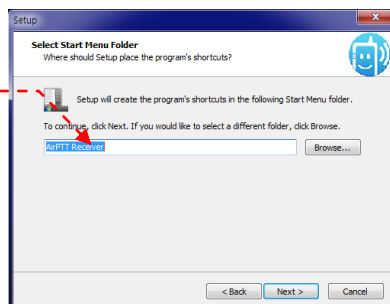 Setup
Select Start Menu Folder
Where should Setup place the program's shortcuts?
Setup will create the program's shortcuts in the following Start Menu folder.
To continue, click Next. If you would like to select a different folder, click Browse.
AirPTT Receiver
Browse...
< Back
Next >
Cancel